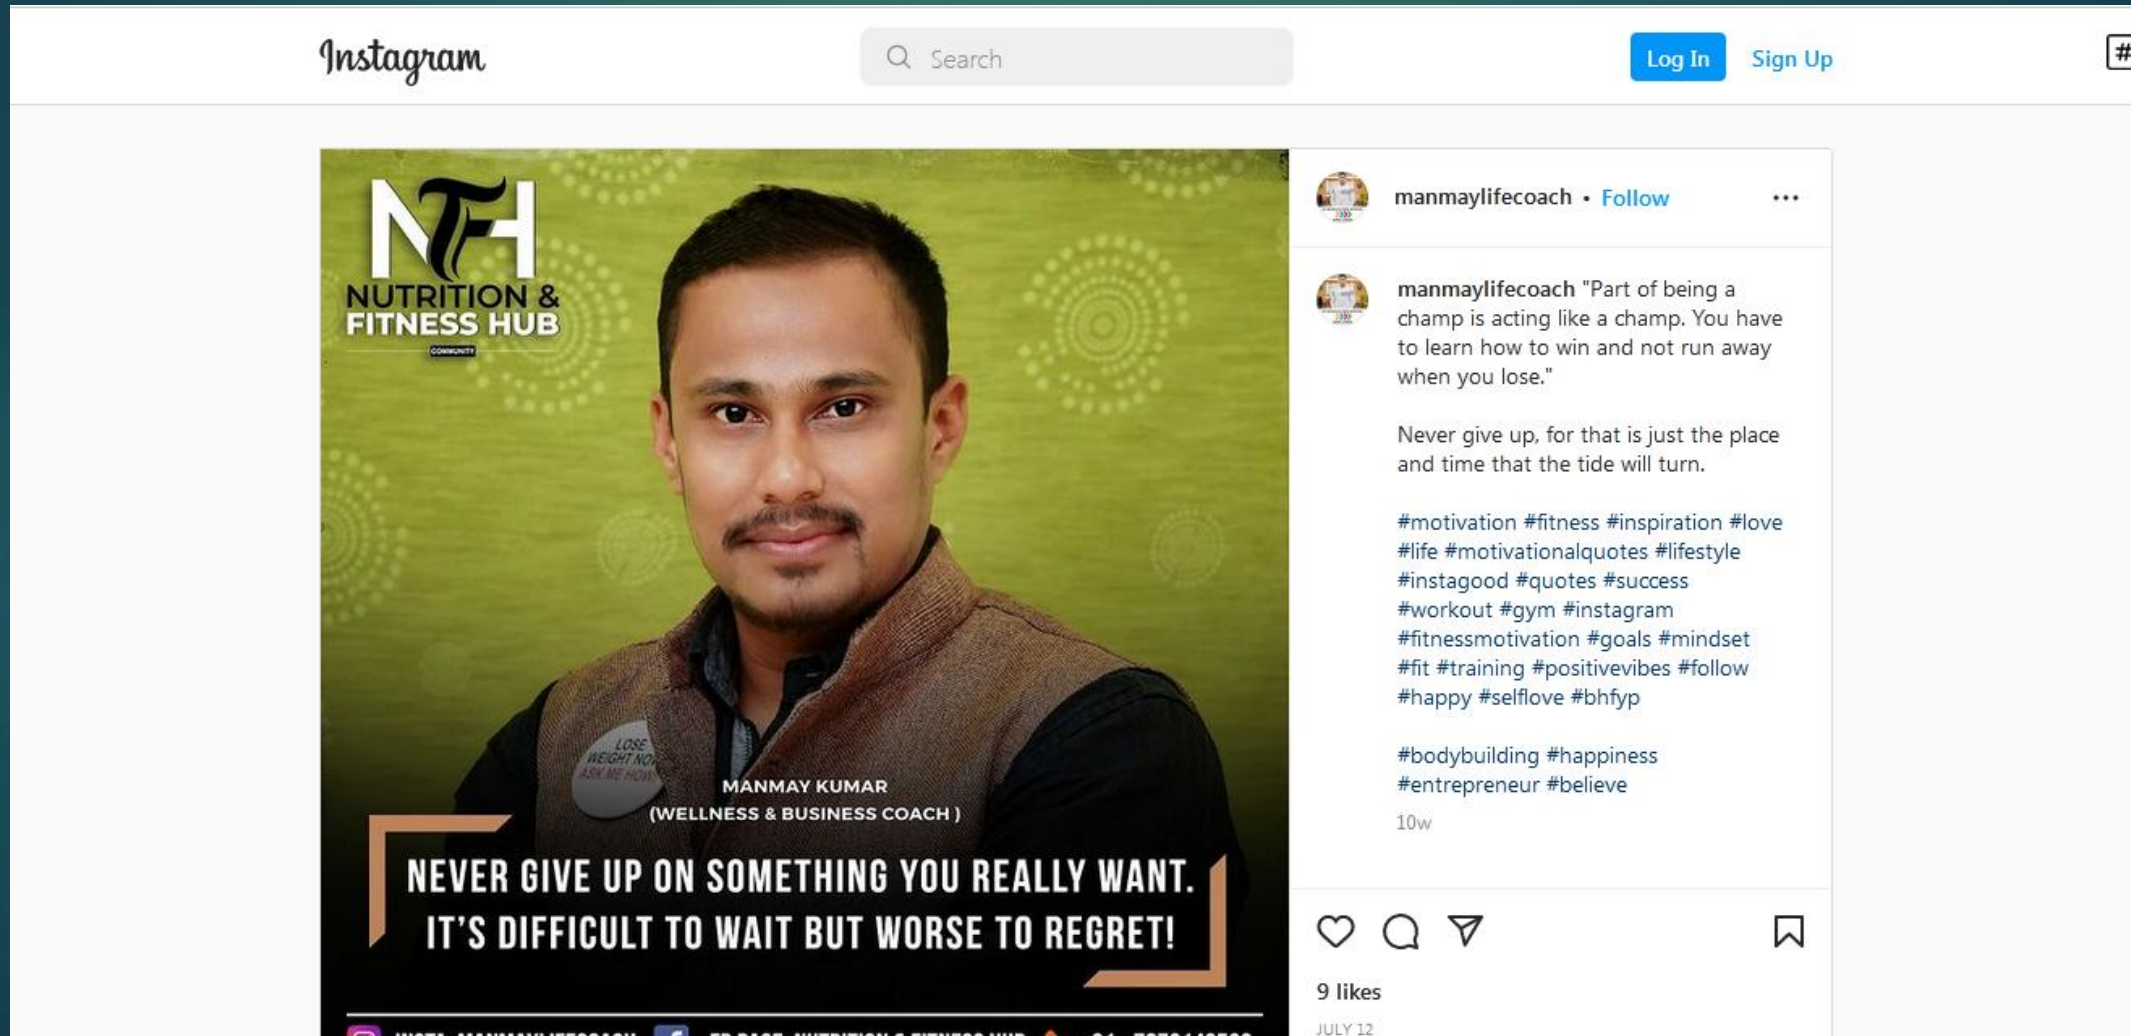 Instagram
Search
Log In
Sign Up
#
NFH
NUTRITION &
FITNESS HUB
COMMUNITY
LOSE
WEIGHT NOW
ASK ME HOW
MANMAY KUMAR
(WELLNESS & BUSINESS COACH )
NEVER GIVE UP ON SOMETHING YOU REALLY WANT.
IT'S DIFFICULT TO WAIT BUT WORSE TO REGRET!
manmaylifecoach • Follow
manmaylifecoach "Part of being a
champ is acting like a champ. You have
to learn how to win and not run away
when you lose."
Never give up, for that is just the place
and time that the tide will turn.
#motivation #fitness #inspiration #love
#life #motivationalquotes #lifestyle
#instagood #quotes #success
#workout #gym #instagram
#fitnessmotivation #goals #mindset
#fit #training #positivevibes #follow
#happy #selflove #bhfyp
#bodybuilding #happiness
#entrepreneur #believe
10w
9 likes
JULY 12